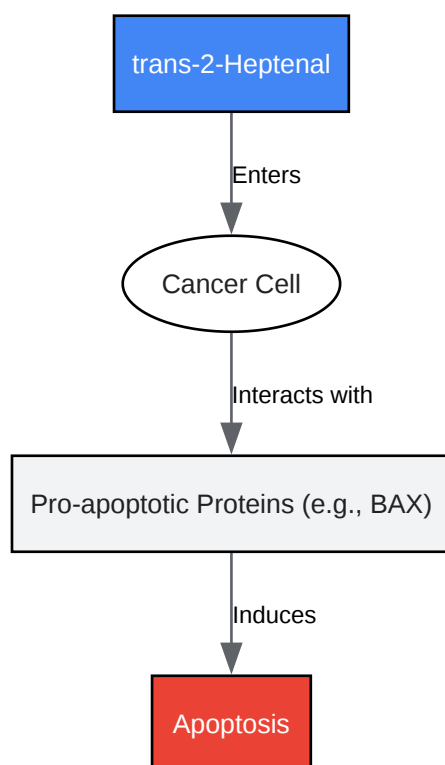 trans-2-Heptenal
Enters
Cancer Cell
Interacts with
Pro-apoptotic Proteins (e.g., BAX)
Induces
Apoptosis